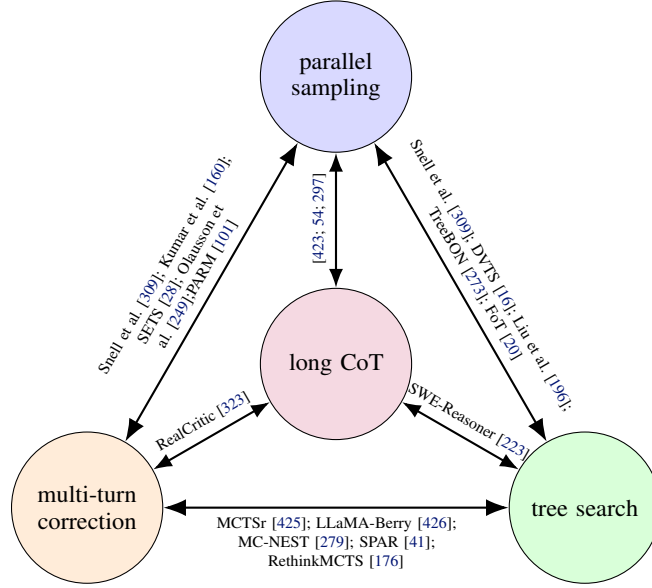 parallel
sampling
Snell et al. [309]; Kumar et al. [160];
SETS [28]; Olausson et
al. [249];PARM [101]
[423; 54; 297]
Snell et al. [309]; DVTS [16]; Liu et al. [196];
TreeBON [273]; FoT [20]
long CoT
RealCritic [323]
SWE-Reasoner [223]
multi-turn
correction
tree search
MCTSr [425]; LLaMA-Berry [426];
MC-NEST [279]; SPAR [41];
RethinkMCTS [176]